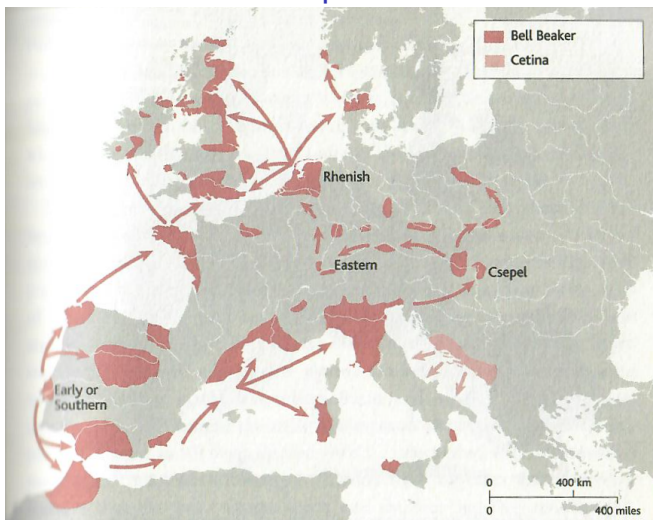 Bell Beaker
Cetina
Rhenish
Eastern
Csepel
Early or
Southern
0 400 km
0 400 miles